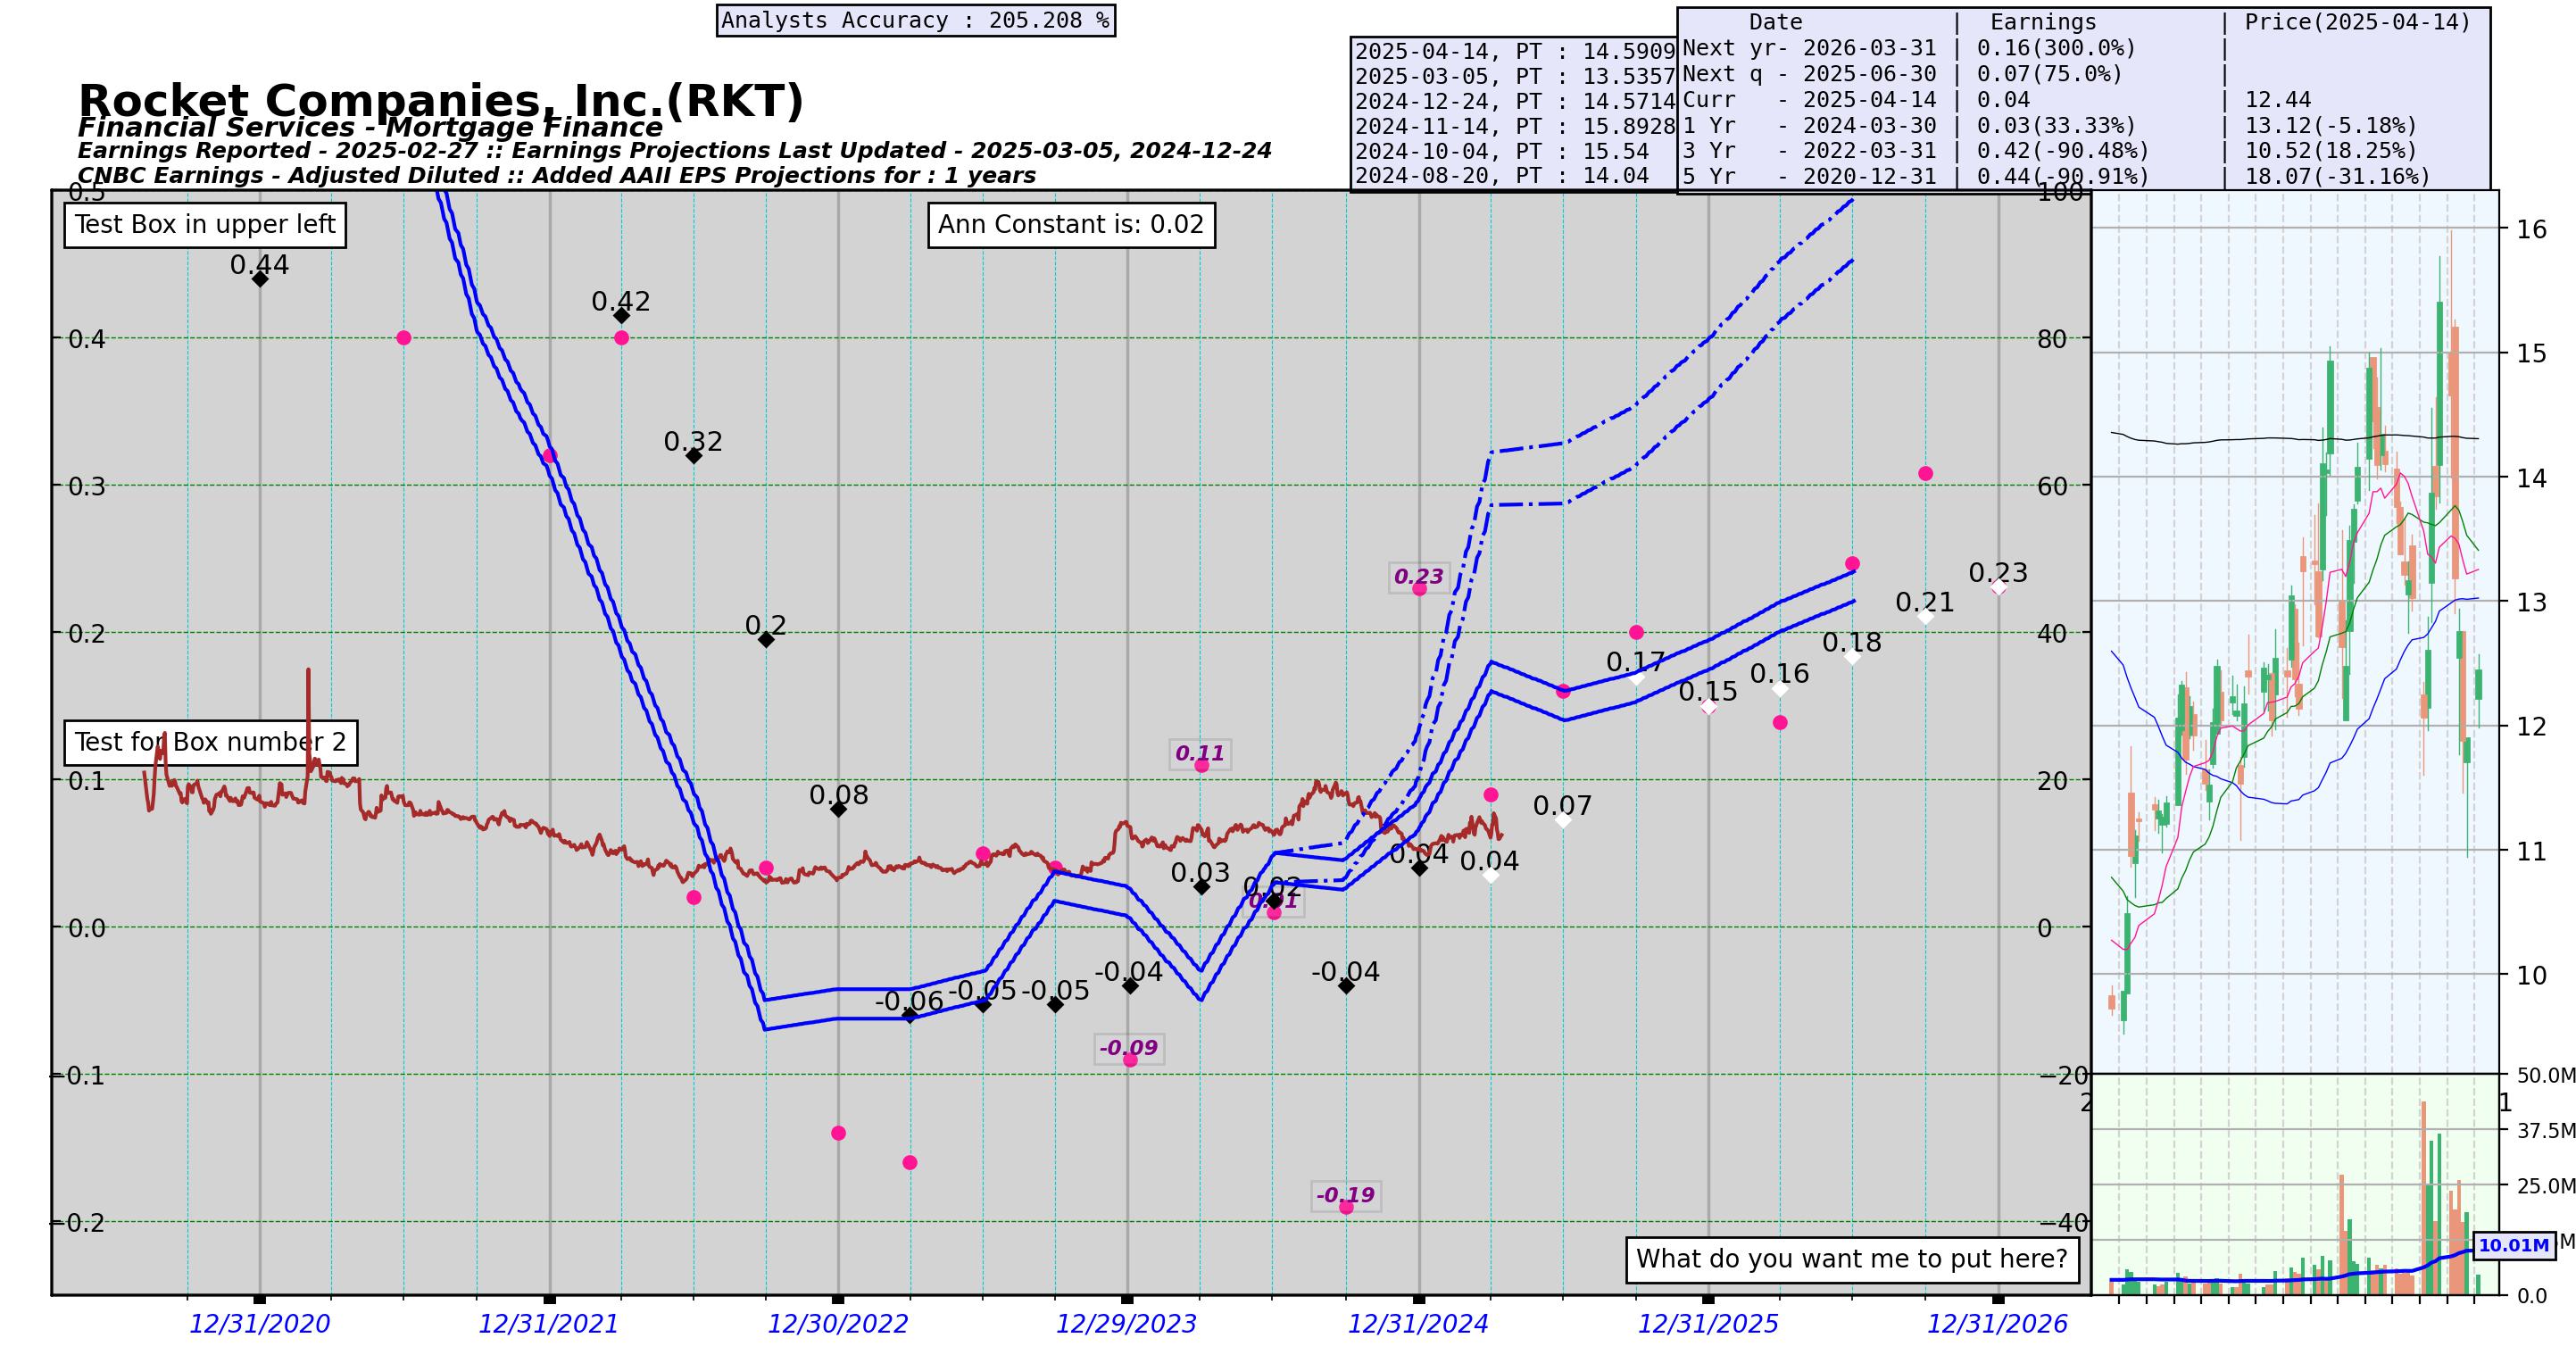 Analysts Accuracy : 205.208 %
Date | Earnings | Price(2025-04-14)
Next yr- 2026-03-31 | 0.16(300.0%) |
Next q - 2025-06-30 | 0.07(75.0%) |
Curr - 2025-04-14 | 0.04 | 12.44
1 Yr - 2024-03-30 | 0.03(33.33%) | 13.12(-5.18%)
3 Yr - 2022-03-31 | 0.42(-90.48%) | 10.52(18.25%)
5 Yr - 2020-12-31 | 0.44(-90.91%) | 18.07(-31.16%)
2025-04-14, PT : 14.5909
2025-03-05, PT : 13.5357
2024-12-24, PT : 14.5714
2024-11-14, PT : 15.8928
2024-10-04, PT : 15.54
2024-08-20, PT : 14.04
Rocket Companies, Inc.(RKT)
Financial Services - Mortgage Finance
Earnings Reported - 2025-02-27 :: Earnings Projections Last Updated - 2025-03-05, 2024-12-24
CNBC Earnings - Adjusted Diluted :: Added AAII EPS Projections for : 1 years
Test Box in upper left
Ann Constant is: 0.02
Test for Box number 2
What do you want me to put here?
0.5
0.4
0.3
0.2
0.1
0.0
−0.1
−0.2
0.44
0.42
0.32
0.2
0.08
-0.06
-0.05
-0.05
-0.04
-0.09
0.11
0.03
0.02
0.01
-0.04
-0.19
0.23
0.04
0.04
0.07
0.17
0.15
0.16
0.18
0.21
0.23
100
80
60
40
20
0
−20
−40
16
15
14
13
12
11
10
2
1
50.0M
37.5M
25.0M
10.01M
0.0
12/31/2020
12/31/2021
12/30/2022
12/29/2023
12/31/2024
12/31/2025
12/31/2026